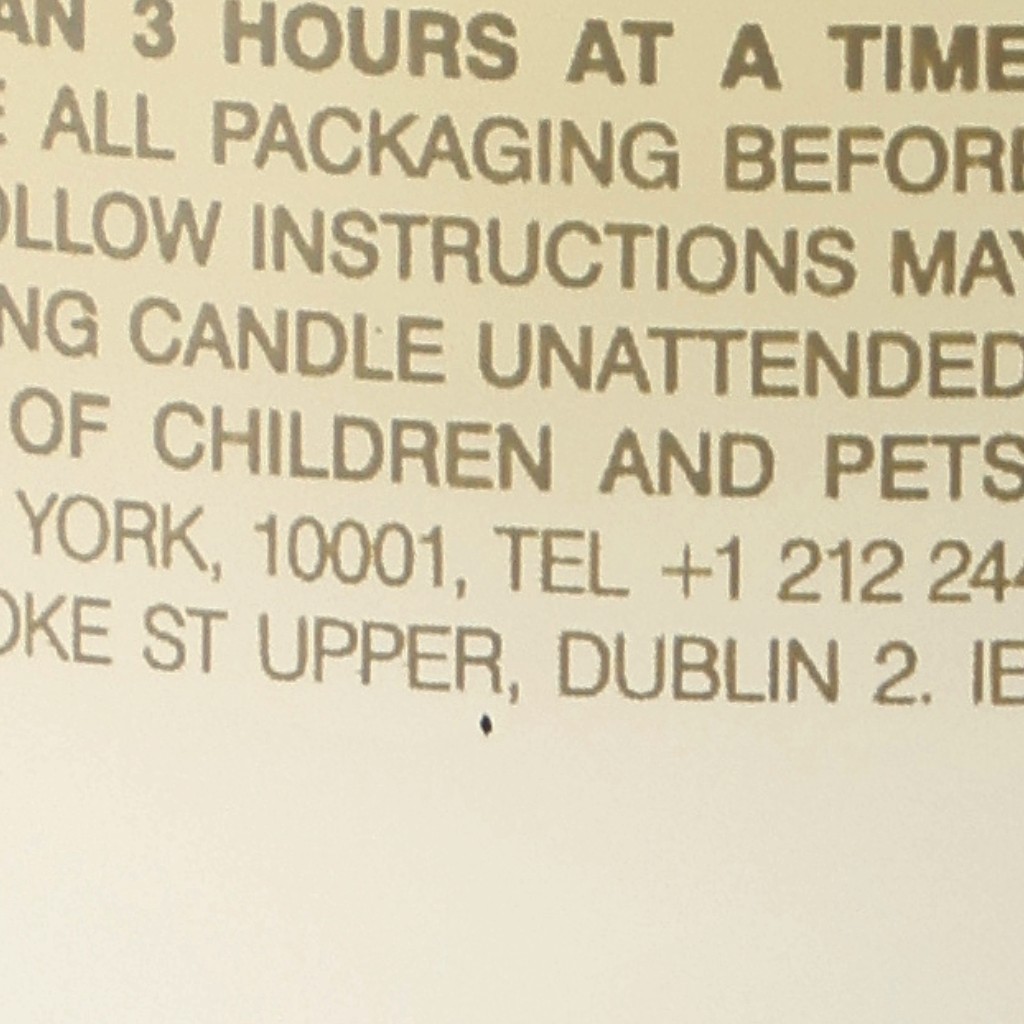 AN 3 HOURS AT A TIME
E ALL PACKAGING BEFORE
OLLOW INSTRUCTIONS MAY
NG CANDLE UNATTENDED
OF CHILDREN AND PETS
YORK, 10001, TEL +1 212 244
OKE ST UPPER, DUBLIN 2. IE